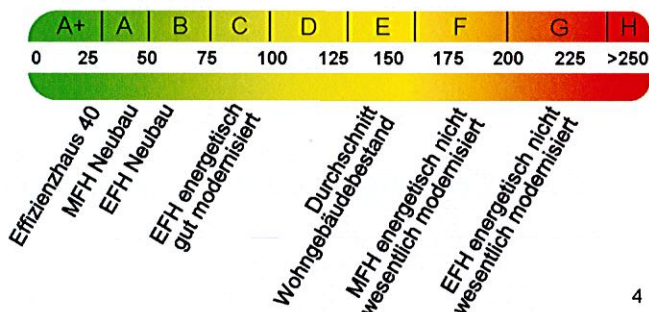 A+ A B C D E F G H
0 25 50 75 100 125 150 175 200 225 >250
Effizienzhaus 40
MFH Neubau
EFH Neubau
EFH energetisch
gut modernisiert
Durchschnitt
Wohngebäudebestand
MFH energetisch nicht
wesentlich modernisiert
EFH energetisch nicht
wesentlich modernisiert
4